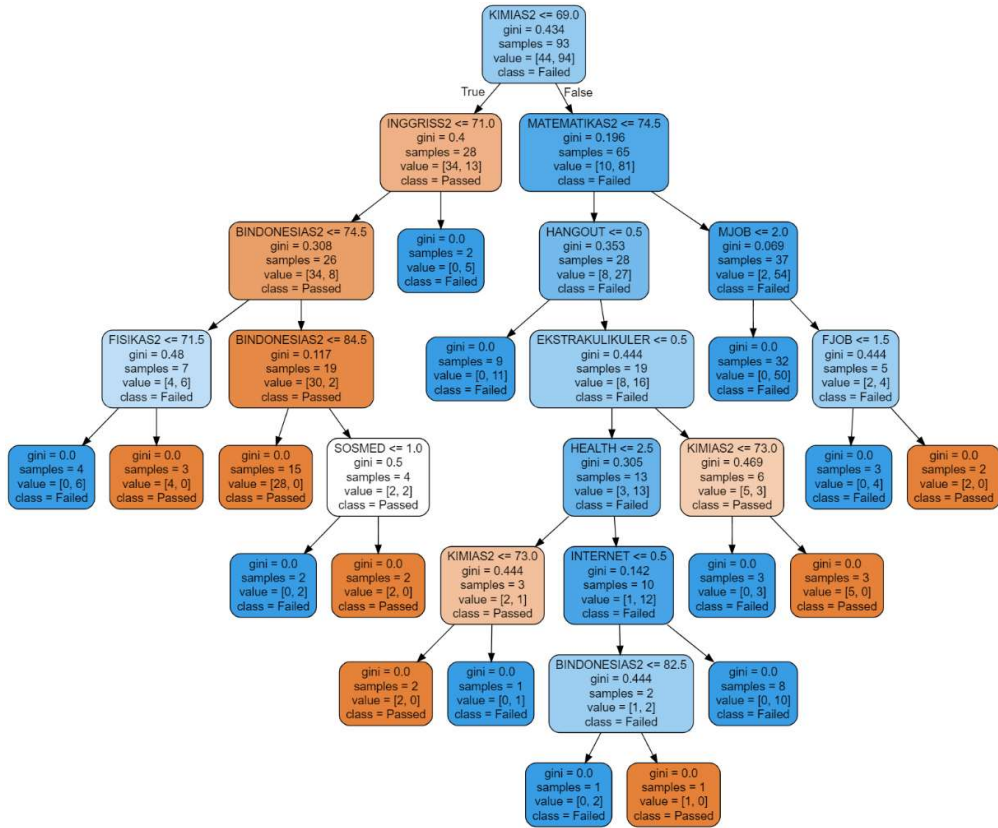 KIMIAS2 <= 69.0
gini = 0.434
samples = 93
value = [44, 94]
class = Failed
True
False
INGGRISS2 <= 71.0
gini = 0.4
samples = 28
value = [34, 13]
class = Passed
MATEMATIKAS2 <= 74.5
gini = 0.196
samples = 65
value = [10, 81]
class = Failed
BINDONESIAS2 <= 74.5
gini = 0.308
samples = 26
value = [34, 8]
class = Passed
gini = 0.0
samples = 2
value = [0, 5]
class = Failed
HANGOUT <= 0.5
gini = 0.353
samples = 28
value = [8, 27]
class = Failed
MJOB <= 2.0
gini = 0.069
samples = 37
value = [2, 54]
class = Failed
FISIKAS2 <= 71.5
gini = 0.48
samples = 7
value = [4, 6]
class = Failed
BINDONESIAS2 <= 84.5
gini = 0.117
samples = 19
value = [30, 2]
class = Passed
gini = 0.0
samples = 9
value = [0, 11]
class = Failed
EKSTRAKULIKULER <= 0.5
gini = 0.444
samples = 19
value = [8, 16]
class = Failed
gini = 0.0
samples = 32
value = [0, 50]
class = Failed
FJOB <= 1.5
gini = 0.444
samples = 5
value = [2, 4]
class = Failed
gini = 0.0
samples = 4
value = [0, 6]
class = Failed
gini = 0.0
samples = 3
value = [4, 0]
class = Passed
gini = 0.0
samples = 15
value = [28, 0]
class = Passed
SOSMED <= 1.0
gini = 0.5
samples = 4
value = [2, 2]
class = Passed
HEALTH <= 2.5
gini = 0.305
samples = 13
value = [3, 13]
class = Failed
KIMIAS2 <= 73.0
gini = 0.469
samples = 6
value = [5, 3]
class = Passed
gini = 0.0
samples = 3
value = [0, 4]
class = Failed
gini = 0.0
samples = 2
value = [2, 0]
class = Passed
gini = 0.0
samples = 2
value = [0, 2]
class = Failed
gini = 0.0
samples = 2
value = [2, 0]
class = Passed
KIMIAS2 <= 73.0
gini = 0.444
samples = 3
value = [2, 1]
class = Passed
INTERNET <= 0.5
gini = 0.142
samples = 10
value = [1, 12]
class = Failed
gini = 0.0
samples = 3
value = [0, 3]
class = Failed
gini = 0.0
samples = 3
value = [5, 0]
class = Passed
gini = 0.0
samples = 2
value = [2, 0]
class = Passed
gini = 0.0
samples = 1
value = [0, 1]
class = Failed
BINDONESIAS2 <= 82.5
gini = 0.444
samples = 2
value = [1, 2]
class = Failed
gini = 0.0
samples = 8
value = [0, 10]
class = Failed
gini = 0.0
samples = 1
value = [0, 2]
class = Failed
gini = 0.0
samples = 1
value = [1, 0]
class = Passed